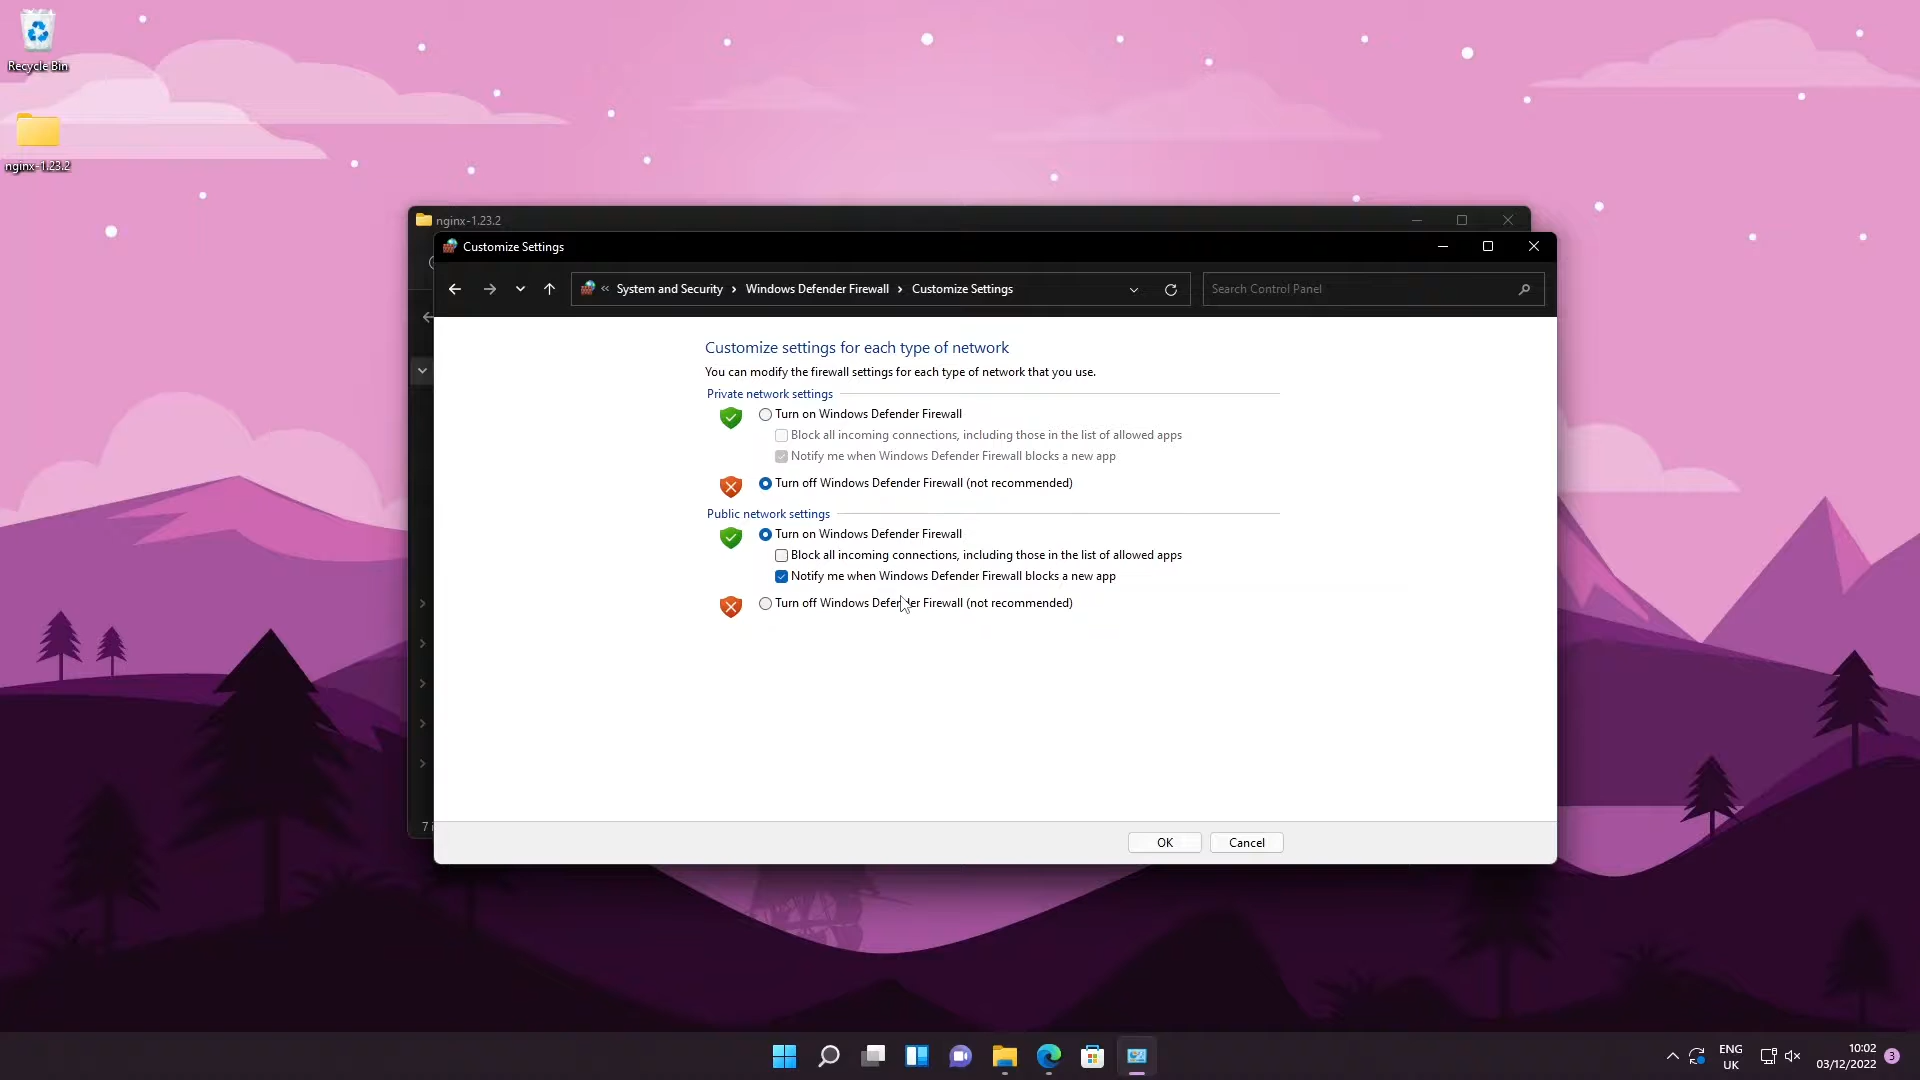 Recycle Bin
nginx-1.23.2
nginx-1.23.2
Customize Settings
« System and Security › Windows Defender Firewall › Customize Settings
Search Control Panel
Customize settings for each type of network
You can modify the firewall settings for each type of network that you use.
Private network settings
Turn on Windows Defender Firewall
Block all incoming connections, including those in the list of allowed apps
Notify me when Windows Defender Firewall blocks a new app
Turn off Windows Defender Firewall (not recommended)
Public network settings
Turn on Windows Defender Firewall
Block all incoming connections, including those in the list of allowed apps
Notify me when Windows Defender Firewall blocks a new app
Turn off Windows Defender Firewall (not recommended)
7 i
OK
Cancel
ENG
UK
10:02
03/12/2022
3